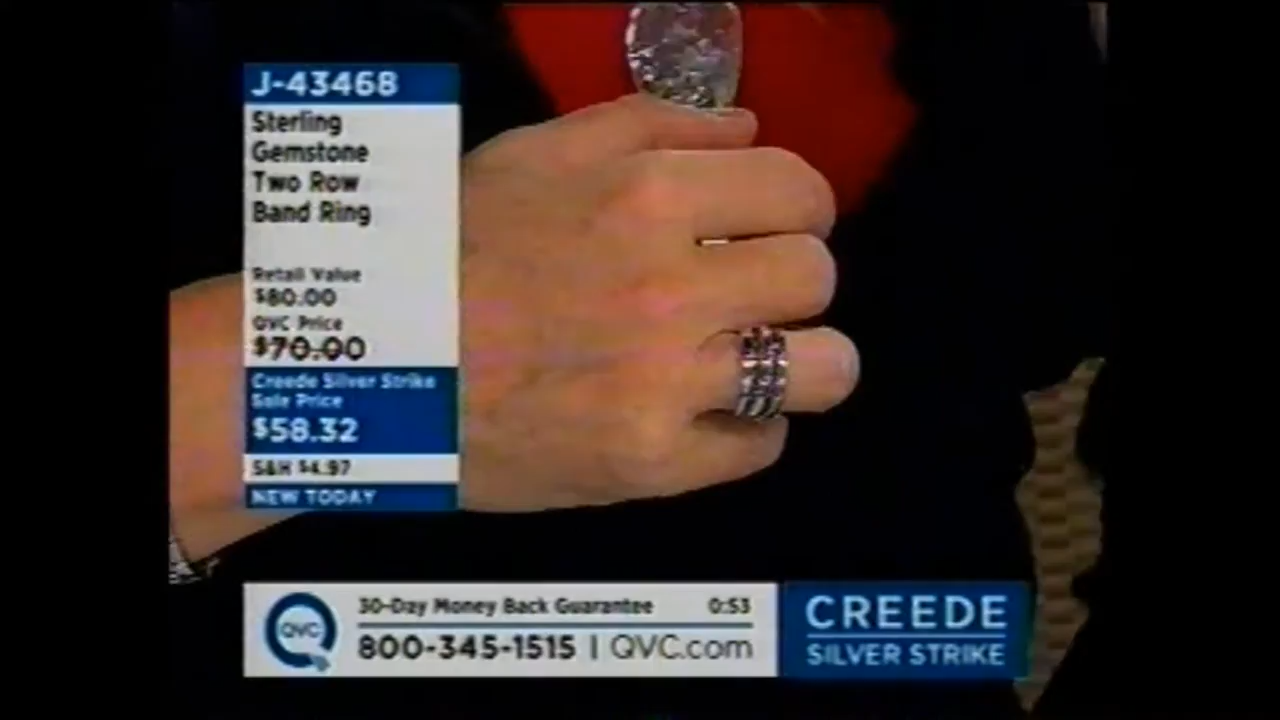 J-43468
Sterling
Gemstone
Two Row
Band Ring
Retail Value
$80.00
QVC Price
$70.00
Creede Silver Strike
Sale Price
$58.32
S&H $4.97
NEW TODAY
QVC
30-Day Money Back Guarantee 0:53
800-345-1515 | QVC.com
CREEDE
SILVER STRIKE